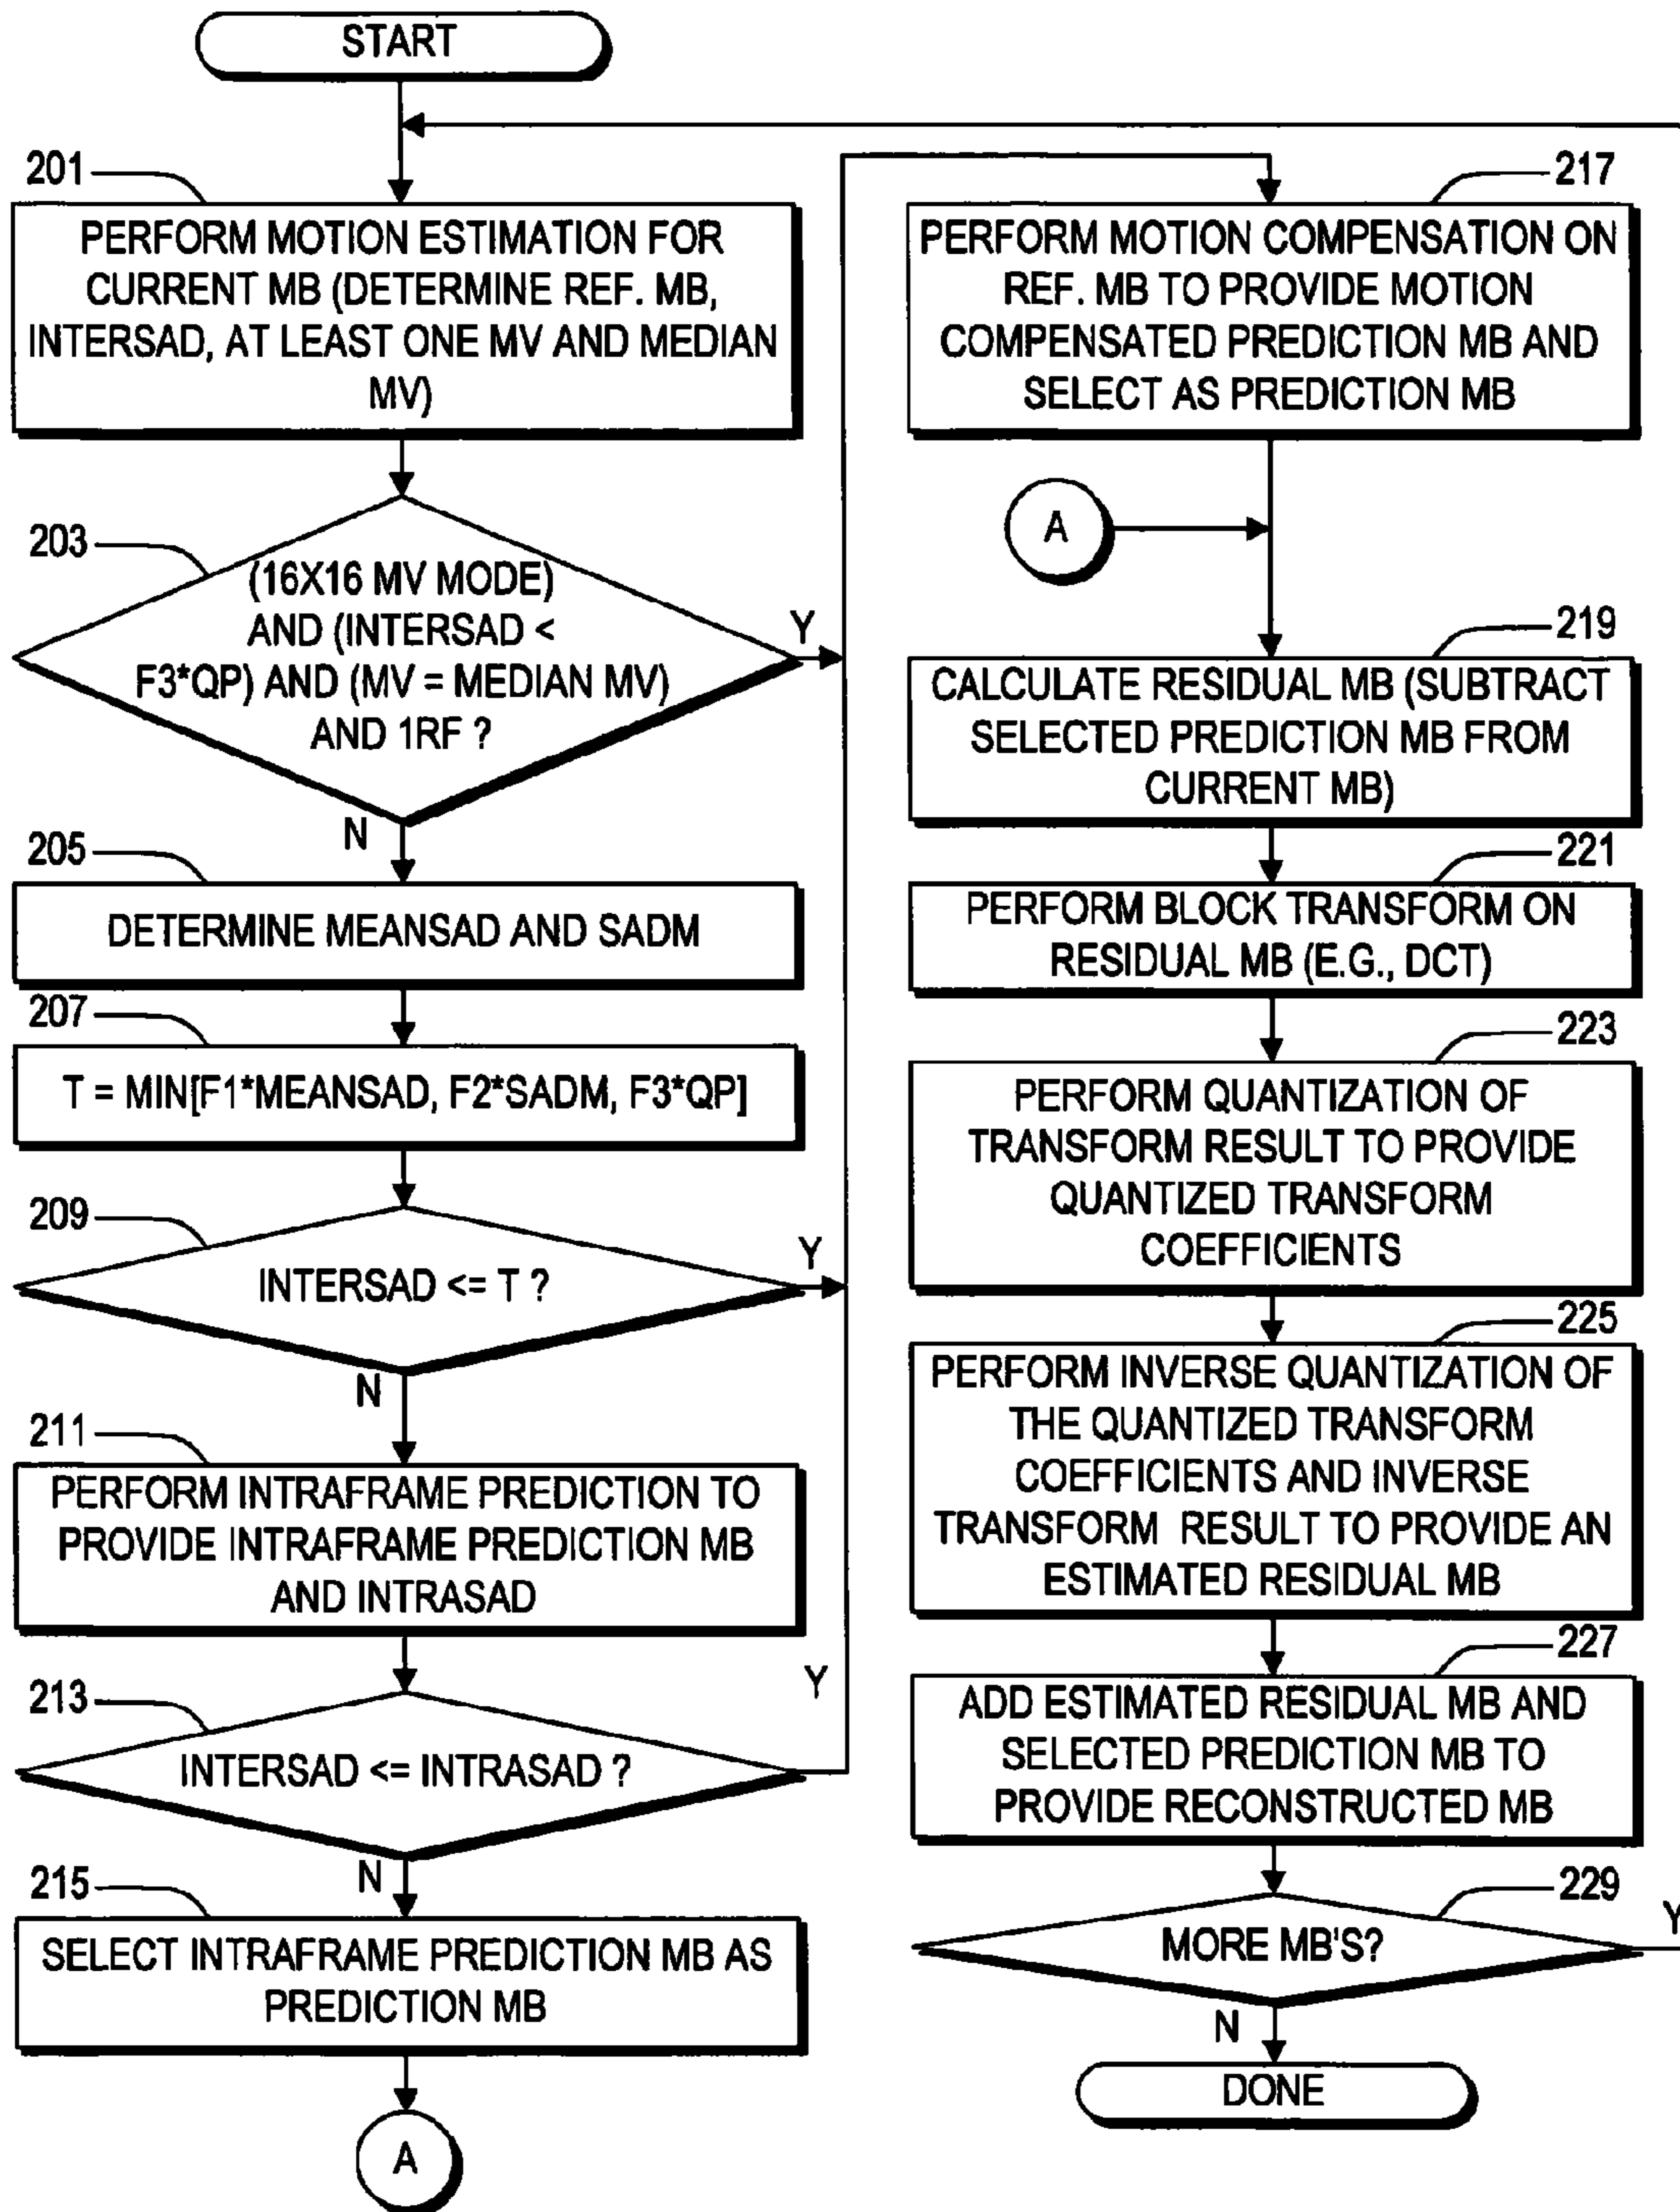 START
201
PERFORM MOTION ESTIMATION FOR
CURRENT MB (DETERMINE REF. MB,
INTERSAD, AT LEAST ONE MV AND MEDIAN
MV)
203
(16X16 MV MODE)
AND (INTERSAD <
F3*QP) AND (MV = MEDIAN MV)
AND 1RF ?
Y
N
205
DETERMINE MEANSAD AND SADM
207
T = MIN[F1*MEANSAD, F2*SADM, F3*QP]
209
INTERSAD <= T ?
Y
N
211
PERFORM INTRAFRAME PREDICTION TO
PROVIDE INTRAFRAME PREDICTION MB
AND INTRASAD
213
INTERSAD <= INTRASAD ?
Y
N
215
SELECT INTRAFRAME PREDICTION MB AS
PREDICTION MB
A
217
PERFORM MOTION COMPENSATION ON
REF. MB TO PROVIDE MOTION
COMPENSATED PREDICTION MB AND
SELECT AS PREDICTION MB
A
219
CALCULATE RESIDUAL MB (SUBTRACT
SELECTED PREDICTION MB FROM
CURRENT MB)
221
PERFORM BLOCK TRANSFORM ON
RESIDUAL MB (E.G., DCT)
223
PERFORM QUANTIZATION OF
TRANSFORM RESULT TO PROVIDE
QUANTIZED TRANSFORM
COEFFICIENTS
225
PERFORM INVERSE QUANTIZATION OF
THE QUANTIZED TRANSFORM
COEFFICIENTS AND INVERSE
TRANSFORM RESULT TO PROVIDE AN
ESTIMATED RESIDUAL MB
227
ADD ESTIMATED RESIDUAL MB AND
SELECTED PREDICTION MB TO
PROVIDE RECONSTRUCTED MB
229
MORE MB'S?
Y
N
DONE